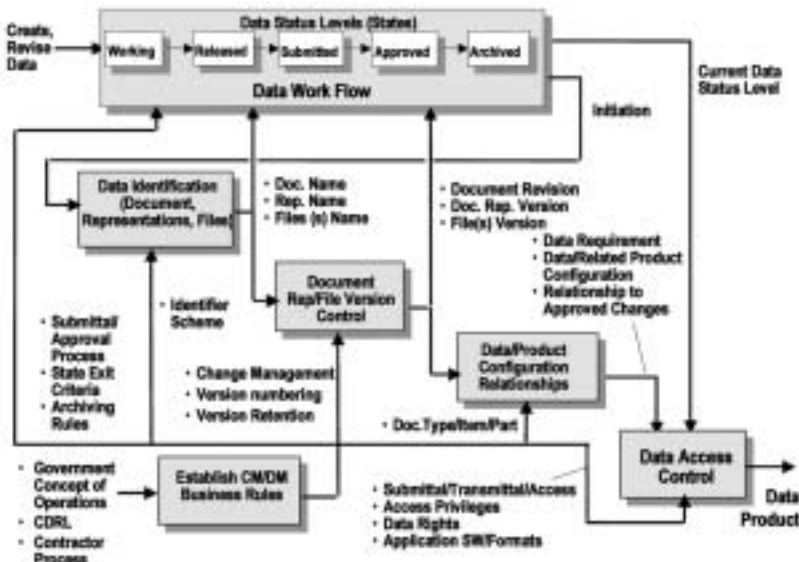 Data Status Levels (States)
Create,
Revise
Data
Working
Released
Submitted
Approved
Archived
Data Work Flow
Current Data
Status Level
Initiation
Data Identification
(Document,
Representations, Files)
• Doc. Name
• Rep. Name
• Files (s) Name
• Document Revision
• Doc. Rep. Version
• File(s) Version
• Data Requirement
• Data/Related Product
Configuration
• Relationship to
Approved Changes
Document
Rep/File Version
Control
• Identifier
Scheme
• Submittal/
Approval
Process
• State Exit
Criteria
• Archiving
Rules
• Change Management
• Version numbering
• Version Retention
Data/Product
Configuration
Relationships
• Doc.Type/Item/Part
• Government
Concept of
Operations
• CDRL
• Contractor
Process
Establish CM/DM
Business Rules
• Submittal/Transmittal/Access
• Access Privileges
• Data Rights
• Application SW/Formats
Data Access
Control
Data
Product